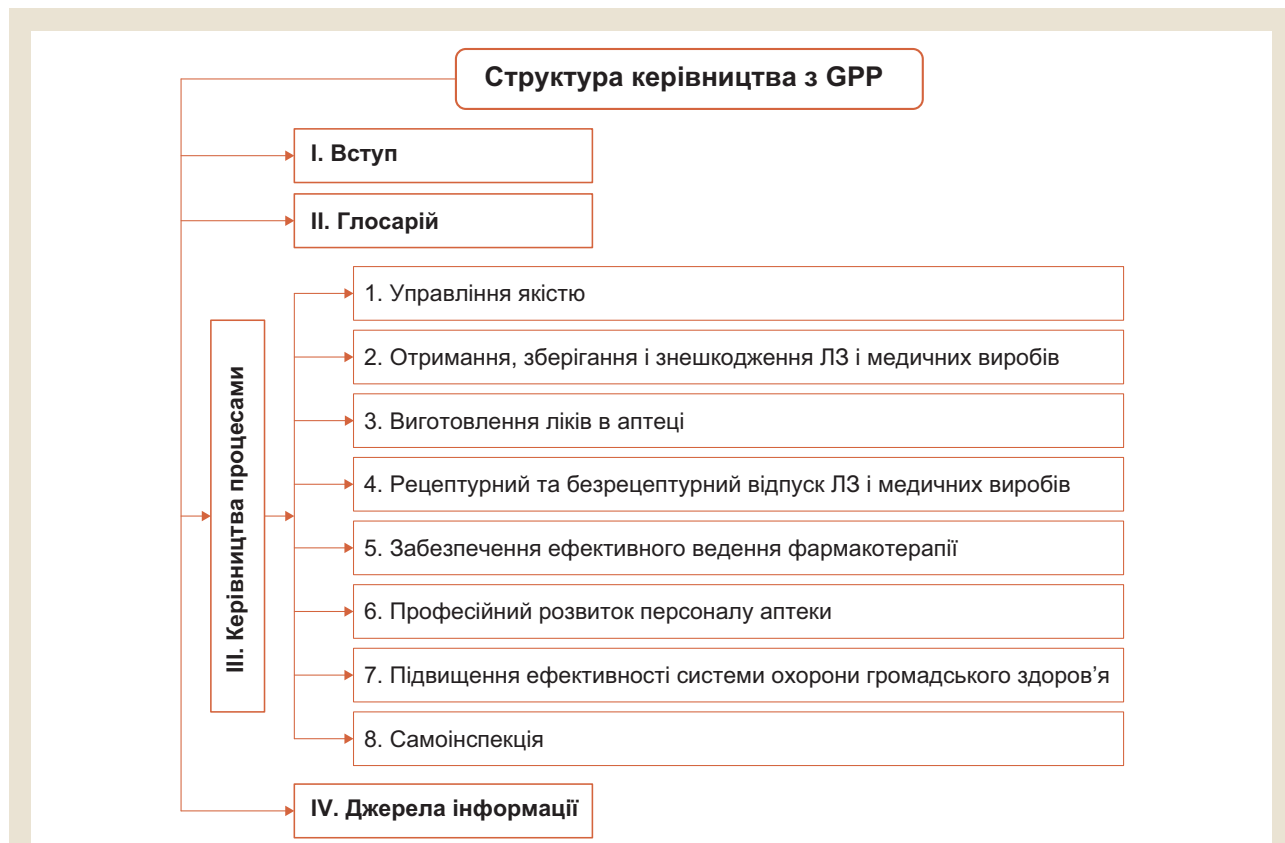 Структура керівництва з GPP
I. Вступ
II. Глосарій
III. Керівництва процесами
1. Управління якістю
2. Отримання, зберігання і знешкодження ЛЗ і медичних виробів
3. Виготовлення ліків в аптеці
4. Рецептурний та безрецептурний відпуск ЛЗ і медичних виробів
5. Забезпечення ефективного ведення фармакотерапії
6. Професійний розвиток персоналу аптеки
7. Підвищення ефективності системи охорони громадського здоров’я
8. Самоінспекція
IV. Джерела інформації